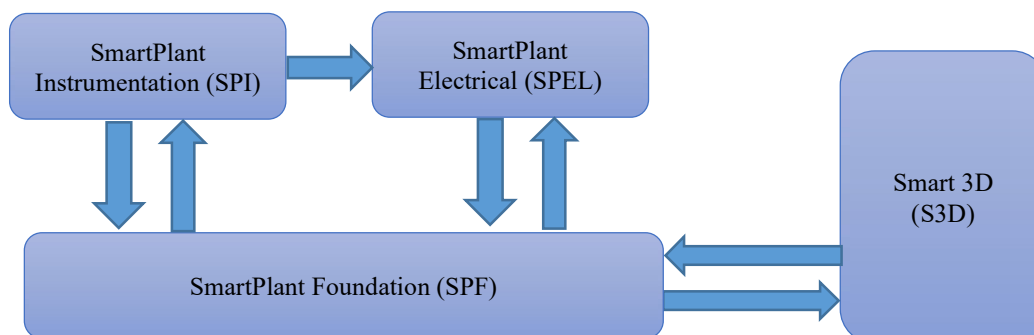 SmartPlant
Instrumentation (SPI)
SmartPlant
Electrical (SPEL)
Smart 3D
(S3D)
SmartPlant Foundation (SPF)